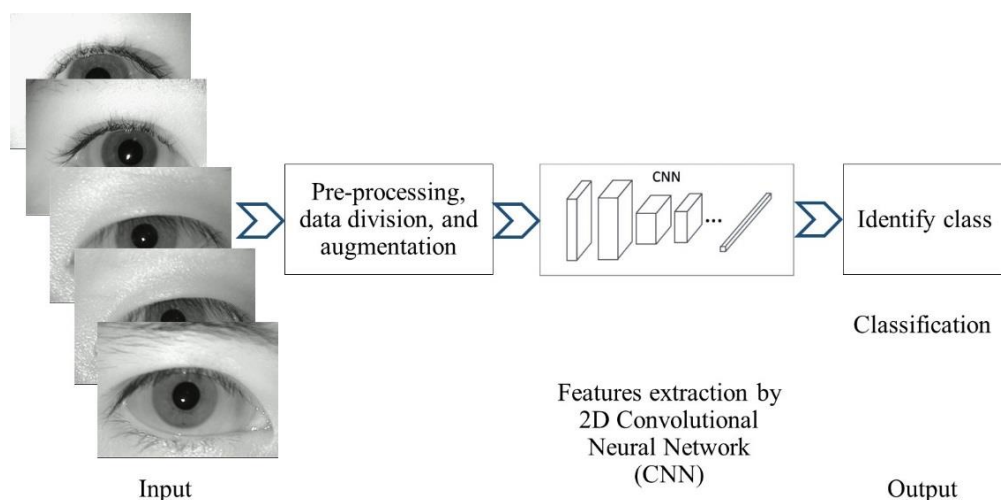 Pre-processing,
data division, and
augmentation
CNN
...
Identify class
Classification
Features extraction by
2D Convolutional
Neural Network
(CNN)
Input
Output